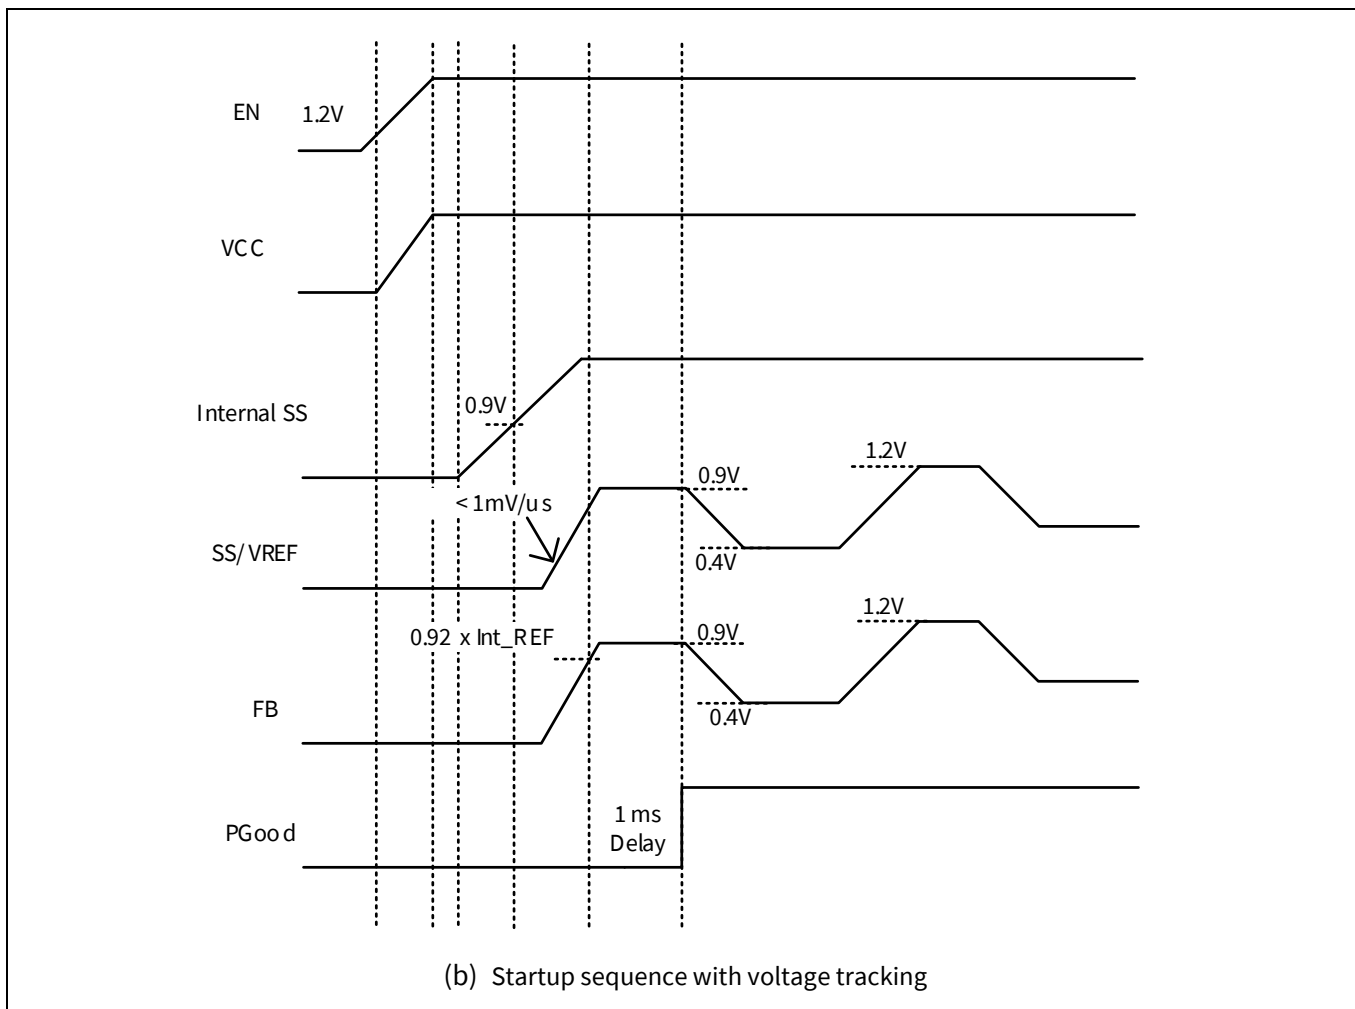 EN 1.2V
VCC
0.9V
Internal SS
1.2V
0.9V
< 1mV/us
SS/VREF
0.4V
1.2V
0.92 x Int_REF
0.9V
FB
0.4V
1 ms
PGood
Delay
(b) Startup sequence with voltage tracking